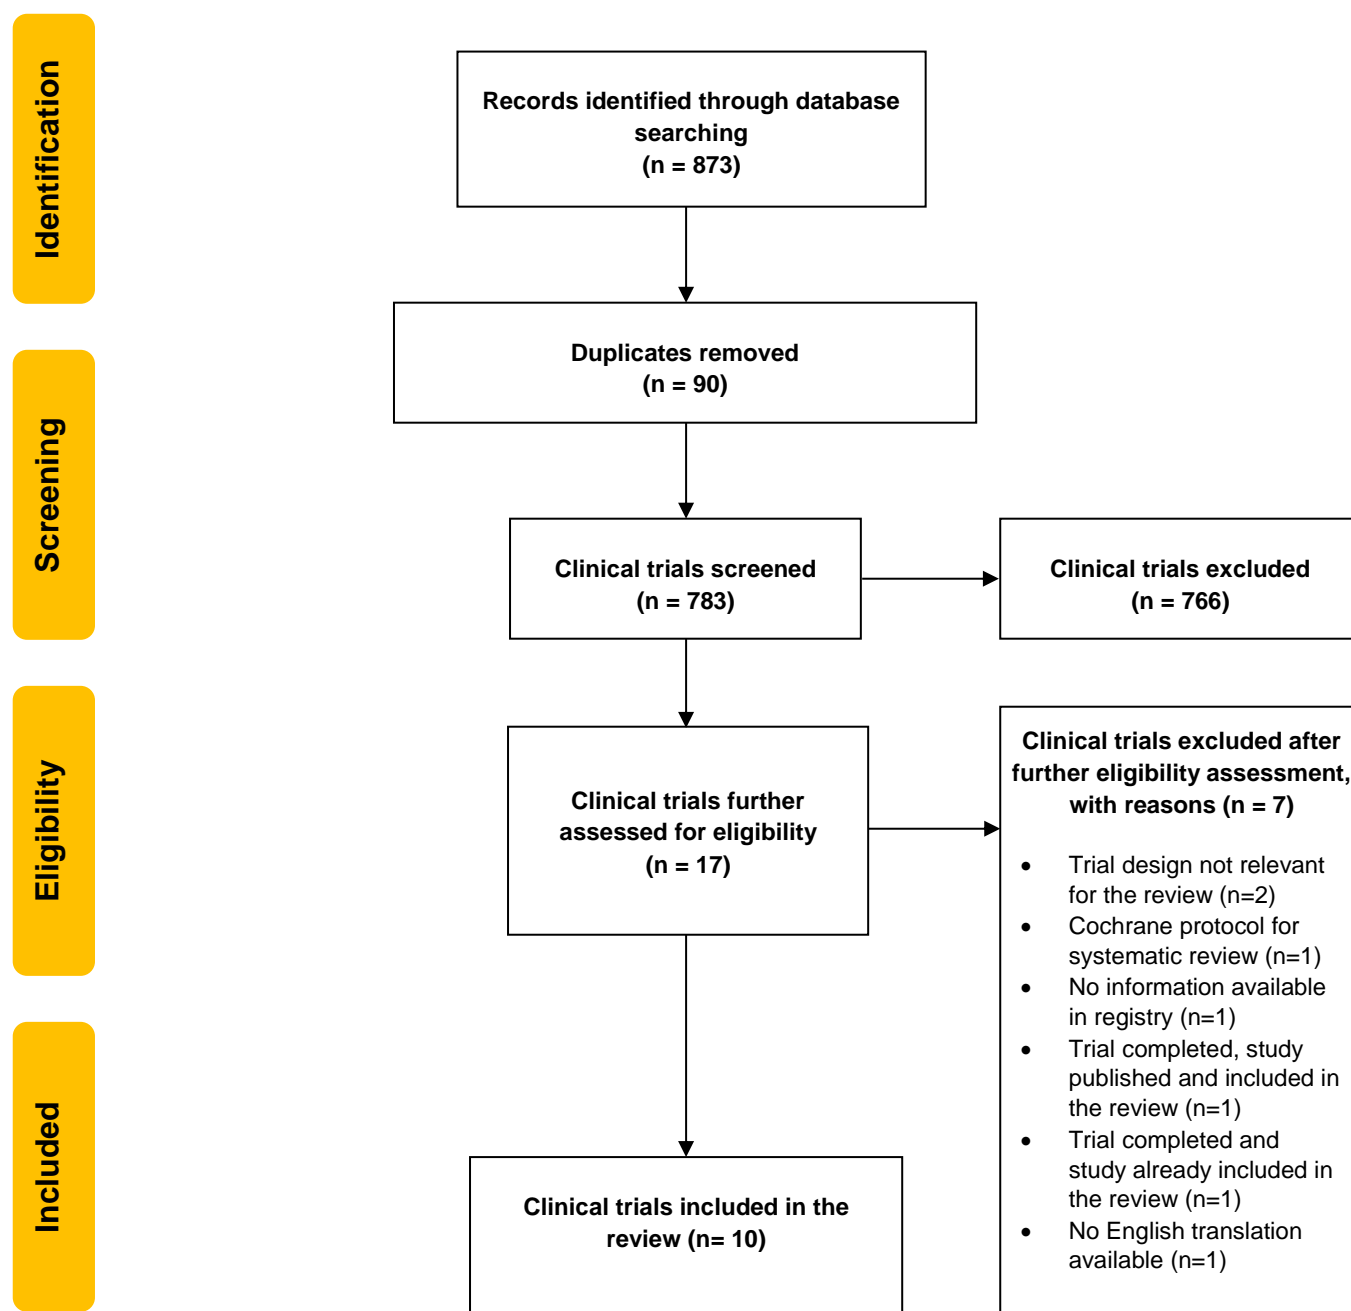 Identification
Records identified through database
searching
(n = 873)
Duplicates removed
(n = 90)
Screening
Clinical trials screened
(n = 783)
Clinical trials excluded
(n = 766)
Eligibility
Clinical trials further
assessed for eligibility
(n = 17)
Clinical trials excluded after
further eligibility assessment,
with reasons (n = 7)
• Trial design not relevant
for the review (n=2)
• Cochrane protocol for
systematic review (n=1)
• No information available
in registry (n=1)
• Trial completed, study
published and included in
the review (n=1)
• Trial completed and
study already included in
the review (n=1)
• No English translation
available (n=1)
Included
Clinical trials included in the
review (n= 10)